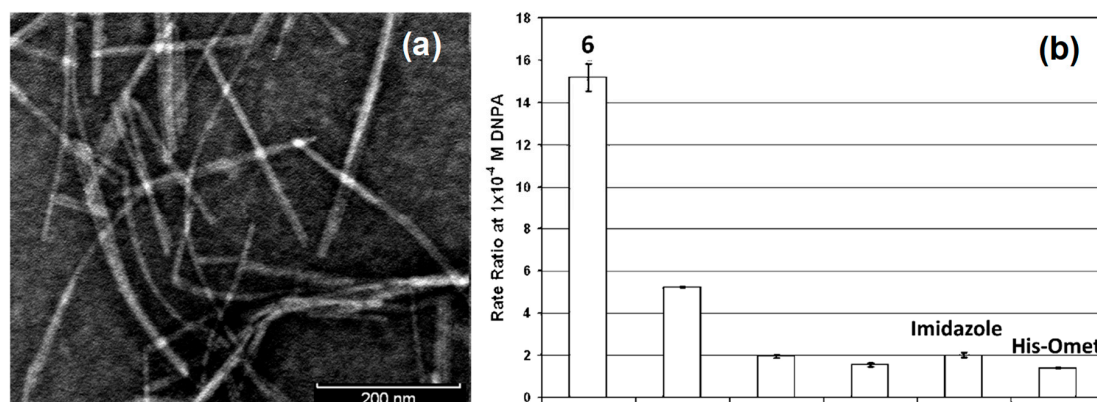 (a)
200 nm
Rate Ratio at 1x10⁻⁴ M DNPA
18
16
14
12
10
8
6
4
2
0
6
(b)
Imidazole
His-Omet